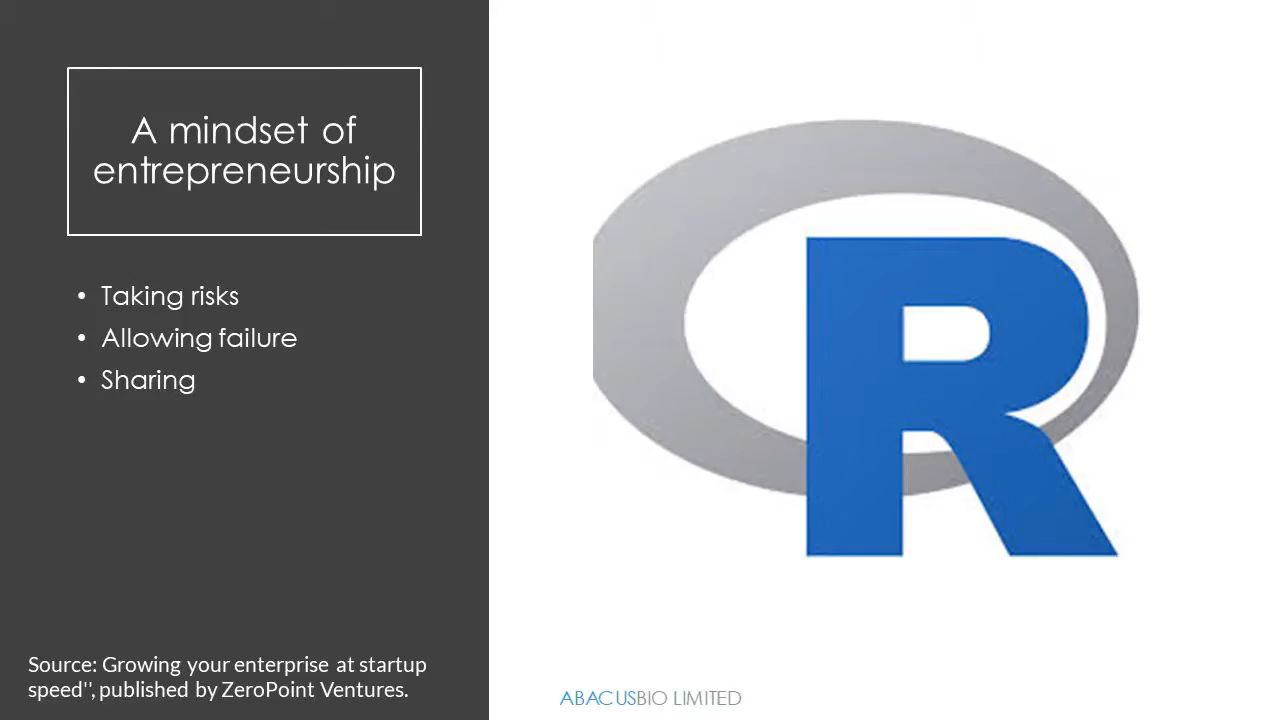 A mindset of
entrepreneurship
• Taking risks
• Allowing failure
• Sharing
Source: Growing your enterprise at startup
speed'', published by ZeroPoint Ventures.
R
ABACUSBIO LIMITED